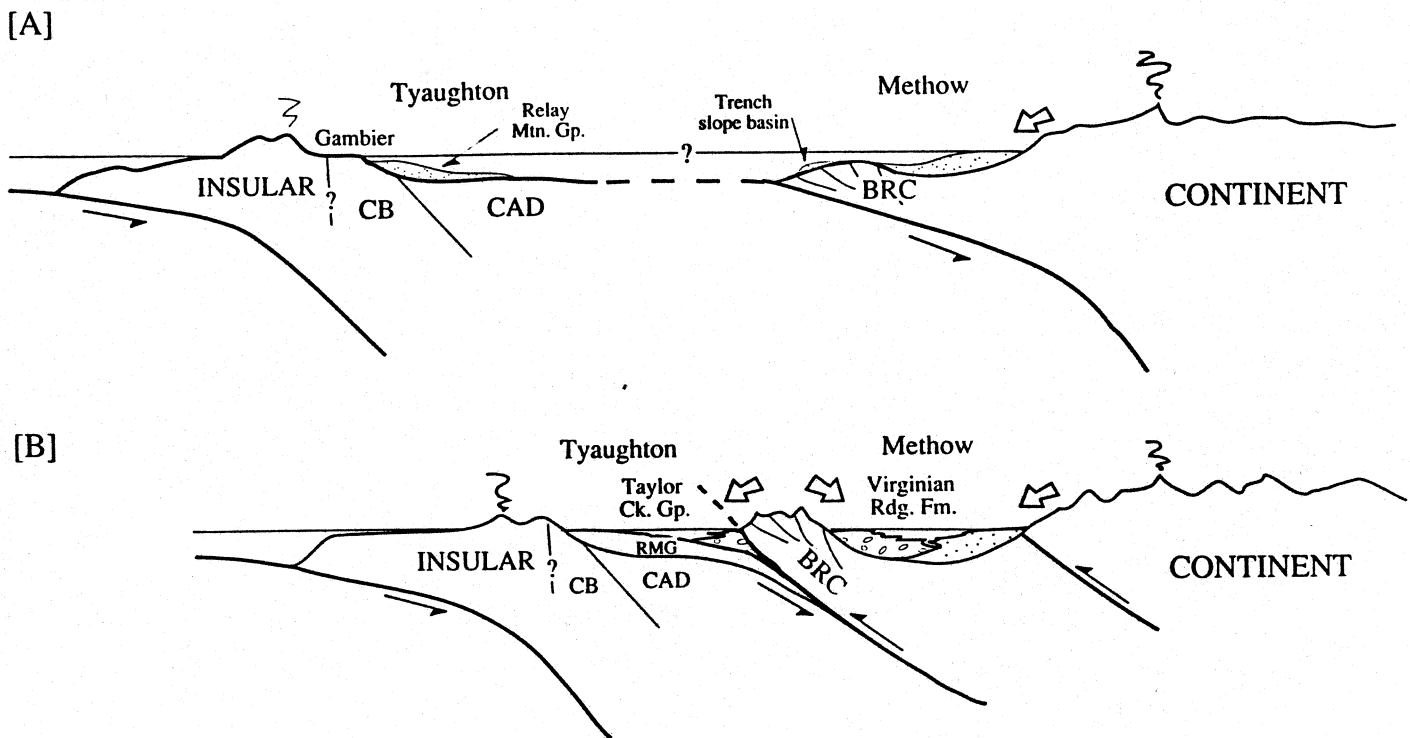 [A]
Tyaughton
Methow
Relay
Mtn. Gp.
Trench
slope basin
Gambier
?
INSULAR
?
CB
CAD
BRC
CONTINENT
[B]
Tyaughton
Methow
Taylor
Ck. Gp.
Virginian
Rdg. Fm.
RMG
INSULAR
?
CB
CAD
BRC
CONTINENT